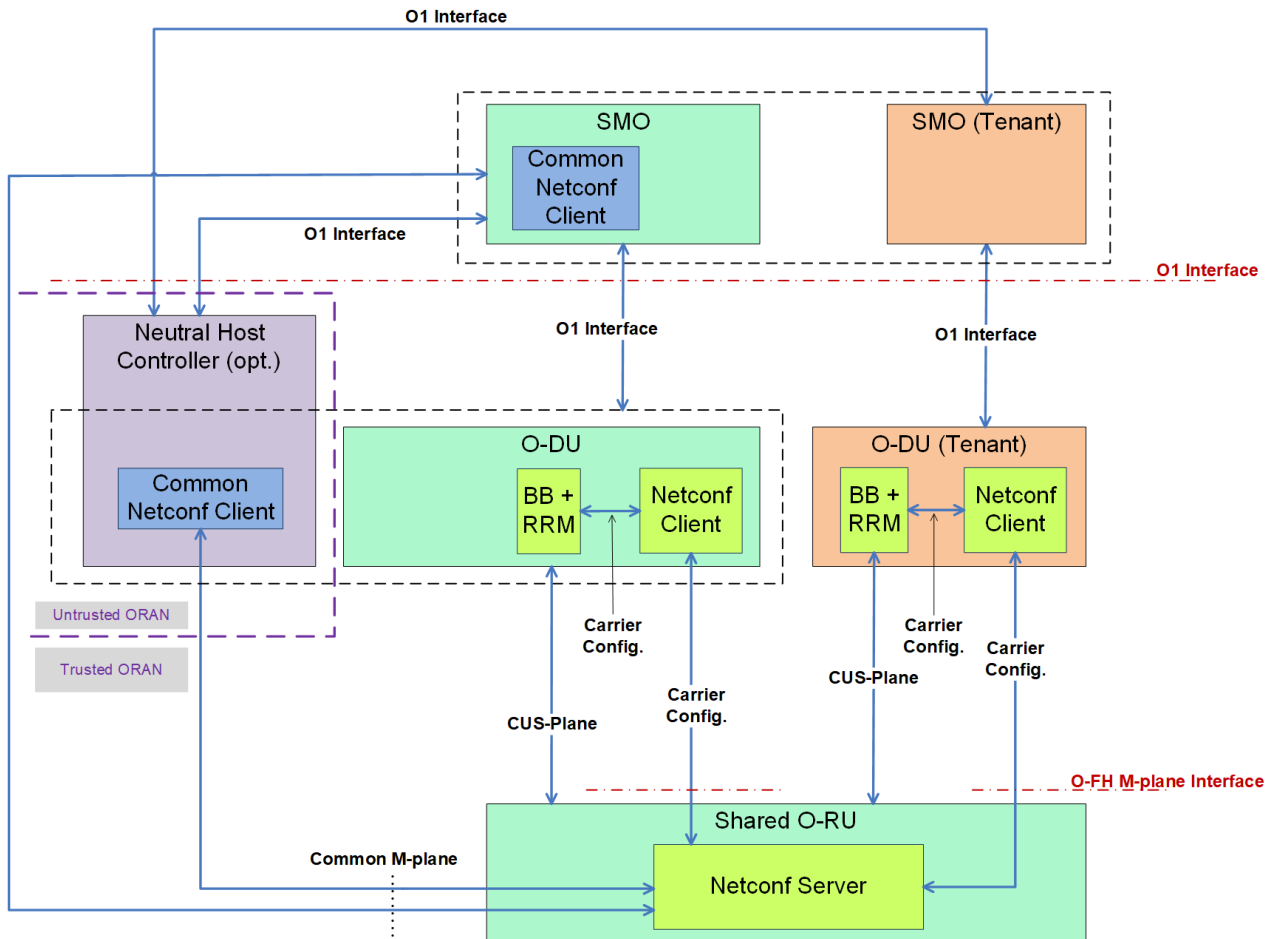 O1 Interface
SMO
SMO (Tenant)
Common
Netconf
Client
O1 Interface
O1 Interface
Neutral Host
Controller (opt.)
O1 Interface
O1 Interface
O-DU
O-DU (Tenant)
Common
Netconf Client
BB +
RRM
Netconf
Client
BB +
RRM
Netconf
Client
Untrusted ORAN
Trusted ORAN
Carrier
Config.
Carrier
Config.
Carrier
Config.
CUS-Plane
Carrier
Config.
CUS-Plane
O-FH M-plane Interface
Shared O-RU
Common M-plane
Netconf Server